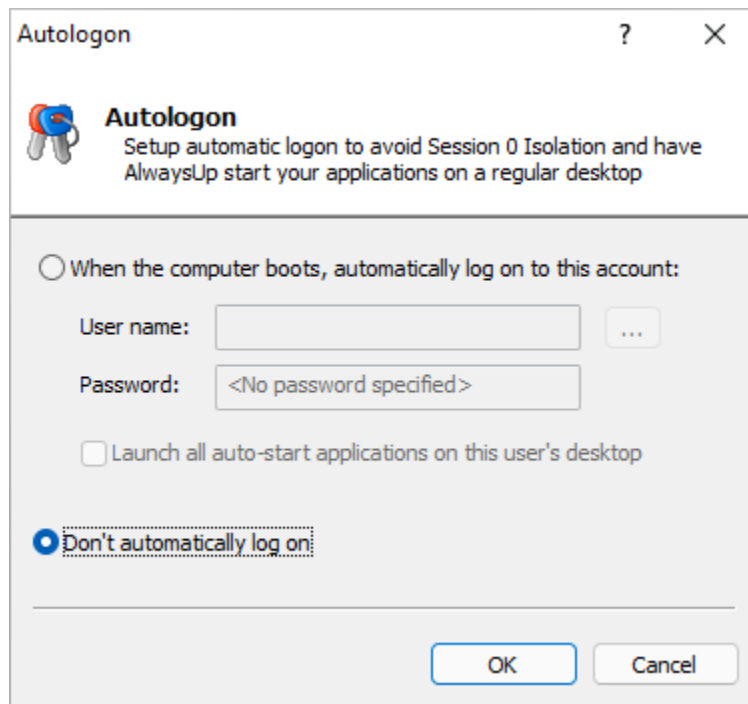 Autologon
?
Autologon
Setup automatic logon to avoid Session 0 Isolation and have
AlwaysUp start your applications on a regular desktop
When the computer boots, automatically log on to this account:
User name:
...
Password: <No password specified>
Launch all auto-start applications on this user's desktop
Don't automatically log on
OK Cancel